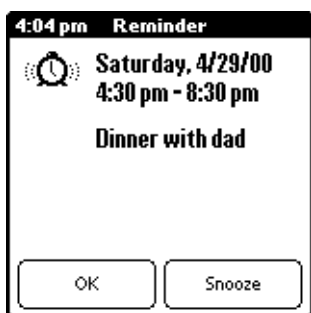 4:04 pm Reminder
Saturday, 4/29/00
4:30 pm - 8:30 pm
Dinner with dad
OK Snooze